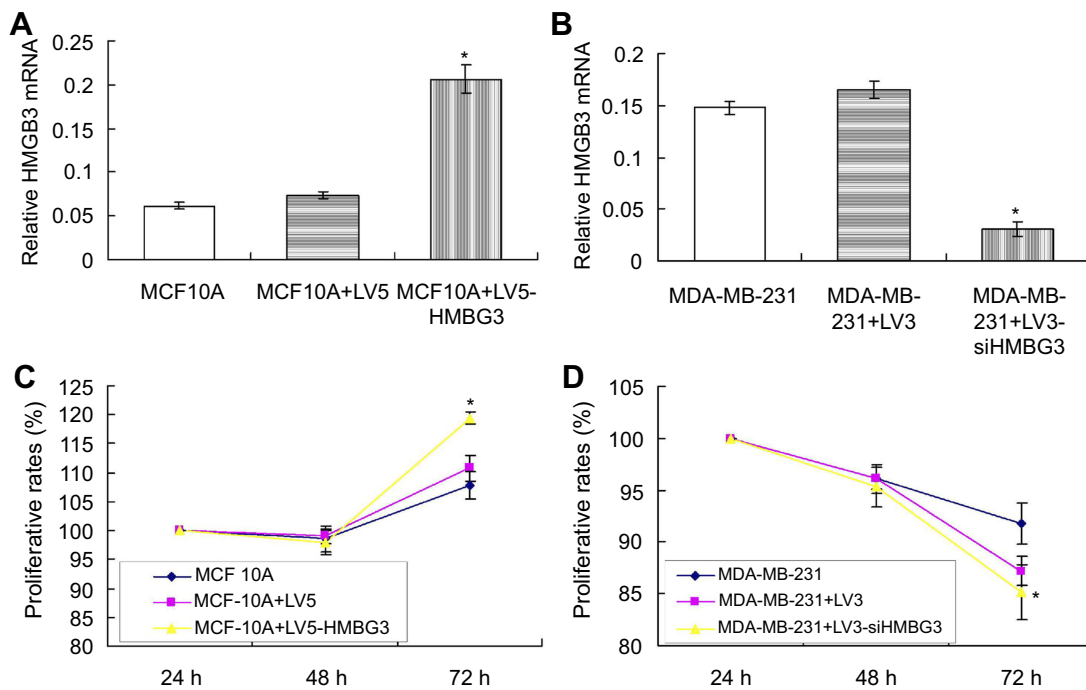 A
Relative HMGB3 mRNA
0.25
0.2
0.15
0.1
0.05
0
*
MCF10A
MCF10A+LV5
MCF10A+LV5-
HMBG3
B
Relative HMGB3 mRNA
0.2
0.15
0.1
0.05
0
*
MDA-MB-231
MDA-MB-
231+LV3
MDA-MB-
231+LV3-
siHMBG3
C
Proliferative rates (%)
125
120
115
110
105
100
95
90
85
80
*
MCF 10A
MCF-10A+LV5
MCF-10A+LV5-HMBG3
24 h
48 h
72 h
D
Proliferative rates (%)
105
100
95
90
85
80
*
MDA-MB-231
MDA-MB-231+LV3
MDA-MB-231+LV3-siHMBG3
24 h
48 h
72 h